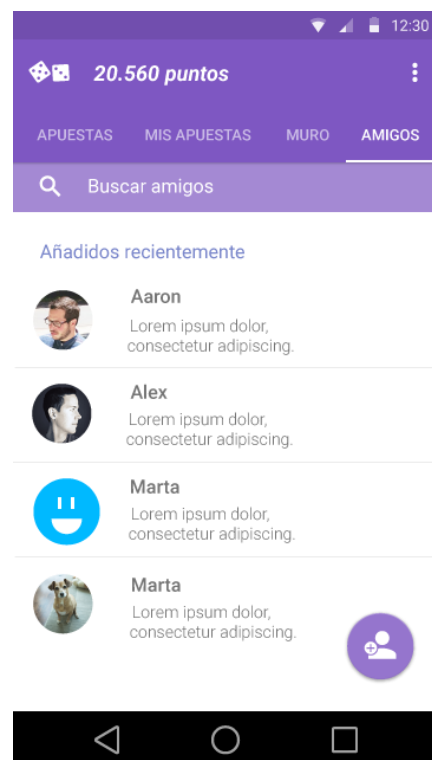 12:30
20.560 puntos
APUESTAS MIS APUESTAS MURO AMIGOS
Buscar amigos
Añadidos recientemente
Aaron
Lorem ipsum dolor,
consectetur adipiscing.
Alex
Lorem ipsum dolor,
consectetur adipiscing.
Marta
Lorem ipsum dolor,
consectetur adipiscing.
Marta
Lorem ipsum dolor,
consectetur adipiscing.